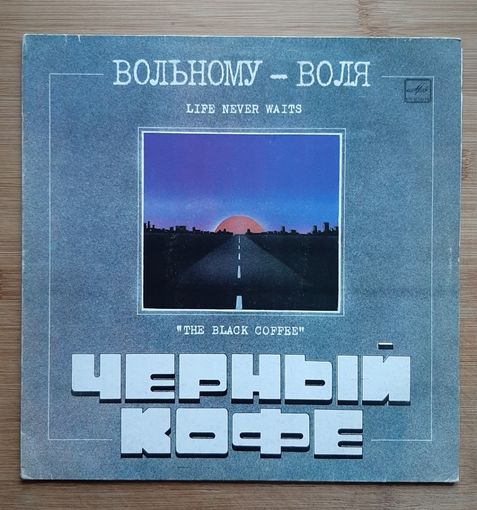 ВОЛЬНОМУ – ВОЛЯ
LIFE NEVER WAITS
"THE BLACK COFFEE"
ЧЕРНЫЙ
КОФЕ